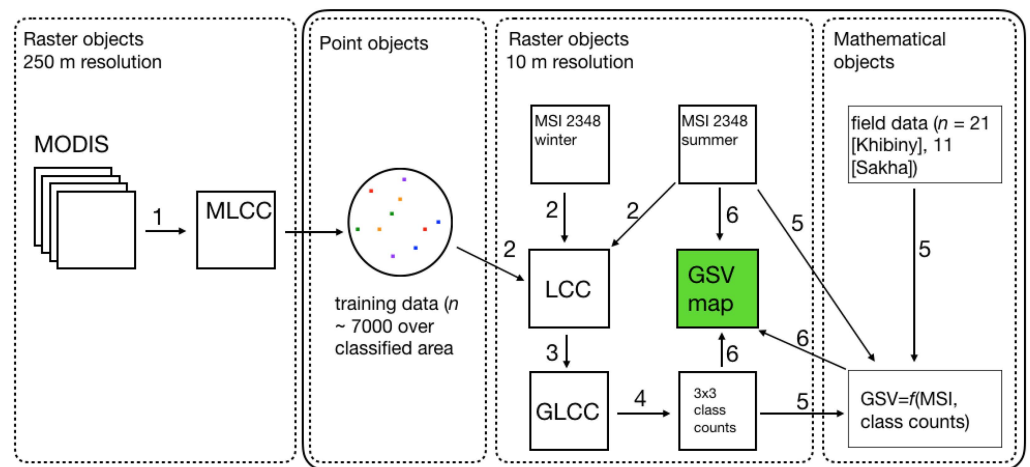 Raster objects
250 m resolution
MODIS
1
MLCC
Point objects
training data (n
~ 7000 over
classified area
Raster objects
10 m resolution
MSI 2348
winter
MSI 2348
summer
2
2
2
6
5
LCC
GSV
map
3
6
6
GLCC
4
3x3
class
counts
5
Mathematical
objects
field data (n = 21
[Khibiny], 11
[Sakha])
5
GSV=f(MSI,
class counts)